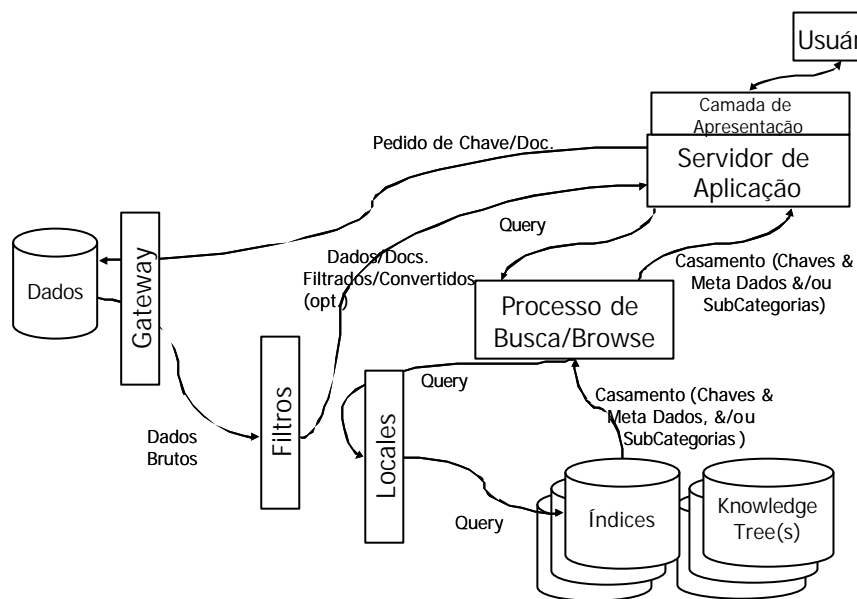 Usuár
Camada de
Apresentação
Servidor de
Aplicação
Pedido de Chave/Doc.
Query
Dados/Docs.
Filtrados/Convertidos
(opt.)
Casamento (Chaves &
Meta Dados &/ou
SubCategorias)
Dados
Gateway
Processo de
Busca/Browse
Query
Casamento (Chaves &
Meta Dados, &/ou
SubCategorias)
Filtros
Locales
Dados
Brutos
Query
Índices
Knowledge
Tree(s)